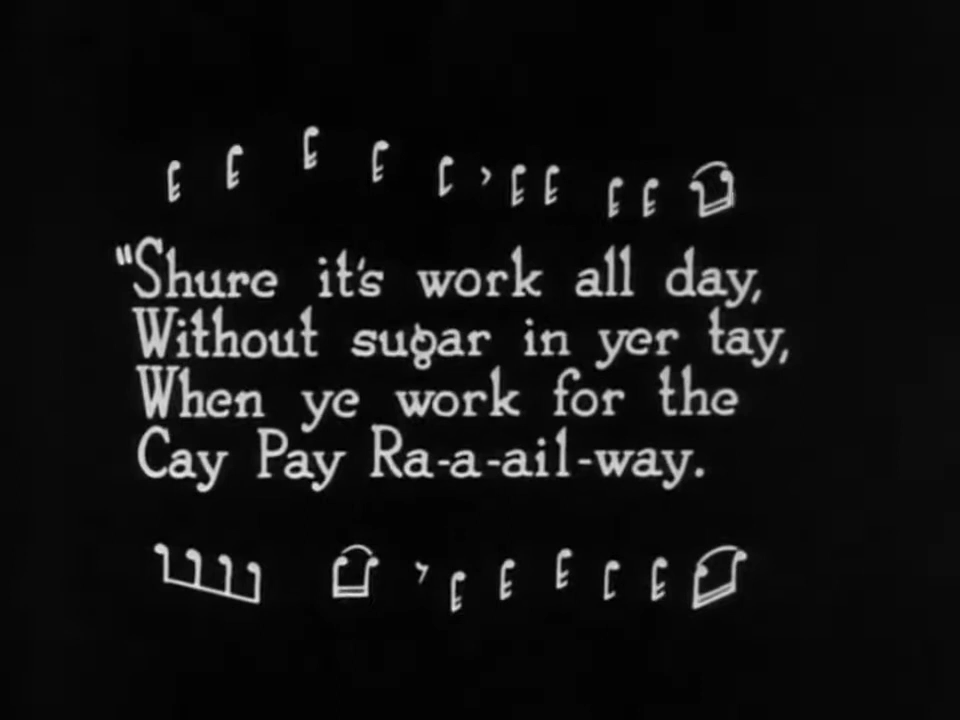 "Shure it's work all day,
Without sugar in yer tay,
When ye work for the
Cay Pay Ra-a-ail-way.